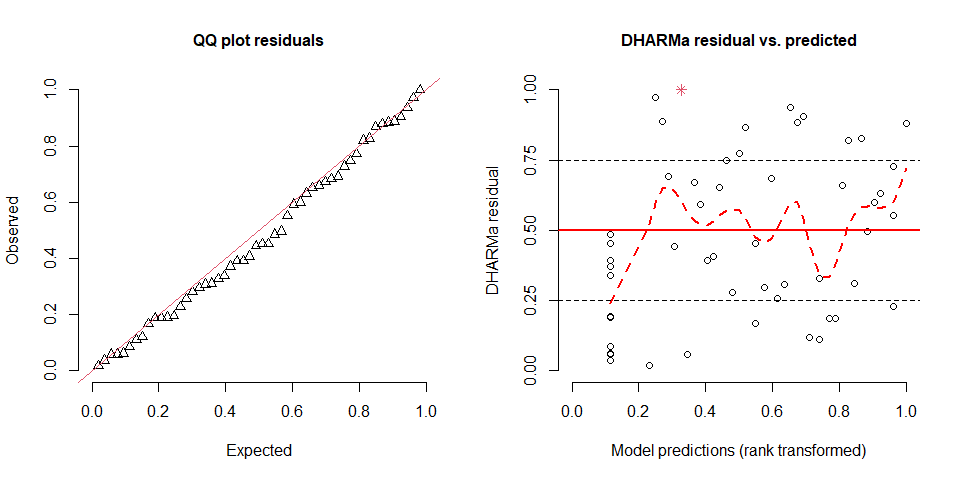 QQ plot residuals
Observed
1.0
0.8
0.6
0.4
0.2
0.0
0.0 0.2 0.4 0.6 0.8 1.0
Expected
DHARMa residual vs. predicted
DHARMa residual
1.00
0.75
0.50
0.25
0.00
0.0 0.2 0.4 0.6 0.8 1.0
Model predictions (rank transformed)